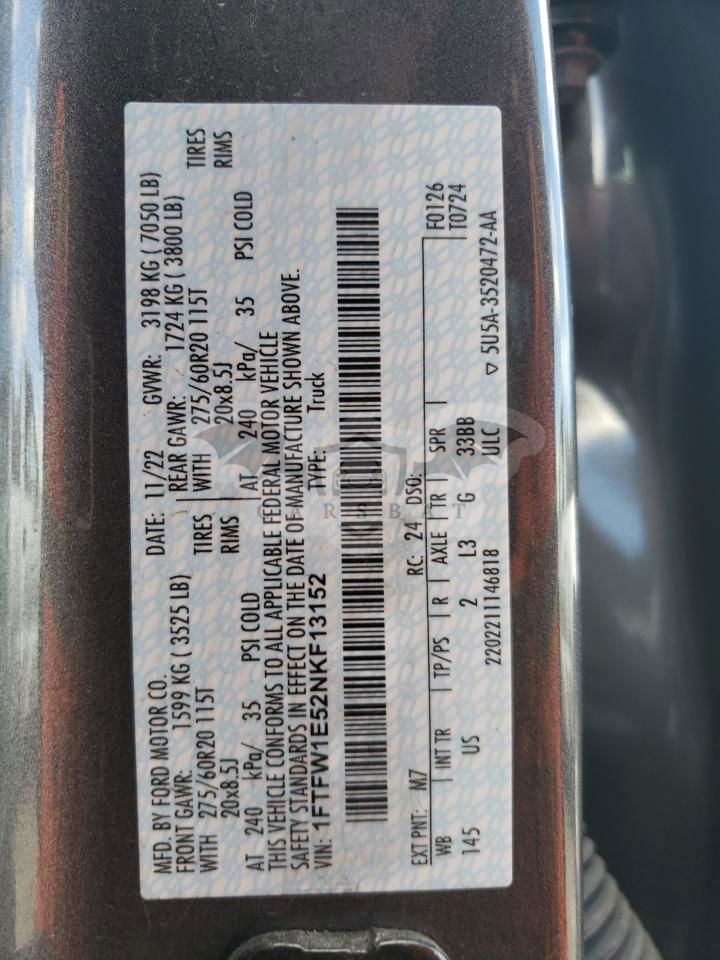 MFD. BY FORD MOTOR CO. DATE: 11/22 GVWR: 3198 KG ( 7050 LB)
FRONT GAWR: 1599 KG ( 3525 LB) REAR GAWR: 1724 KG ( 3800 LB)
WITH 275/60R20 115T TIRES WITH 275/60R20 115T TIRES
20x8.5J RIMS 20x8.5J RIMS
AT 240 kPa/ 35 PSI COLD AT 240 kPa/ 35 PSI COLD
THIS VEHICLE CONFORMS TO ALL APPLICABLE FEDERAL MOTOR VEHICLE
SAFETY STANDARDS IN EFFECT ON THE DATE OF MANUFACTURE SHOWN ABOVE.
VIN: 1FTFW1E52NKF13152 TYPE: Truck
EXT PNT: M7 RC: 24 DSO: F0126
WB INT TR TP/PS R AXLE TR SPR T0724
145 US 2 L3 G 33BB
2202211146818 ULC ▽ 5U5A-3520472-AA
CARSBAT